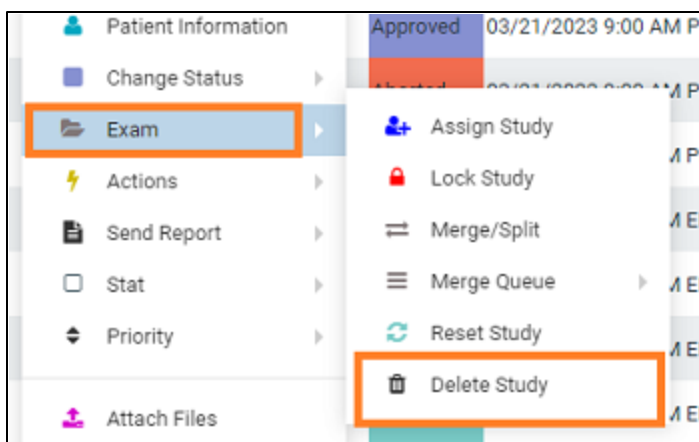 Patient Information
Approved 03/21/2023 9:00 AM P
Change Status
Exam
Assign Study
Actions
Lock Study
Send Report
Merge/Split
Stat
Merge Queue
Priority
Reset Study
Delete Study
Attach Files